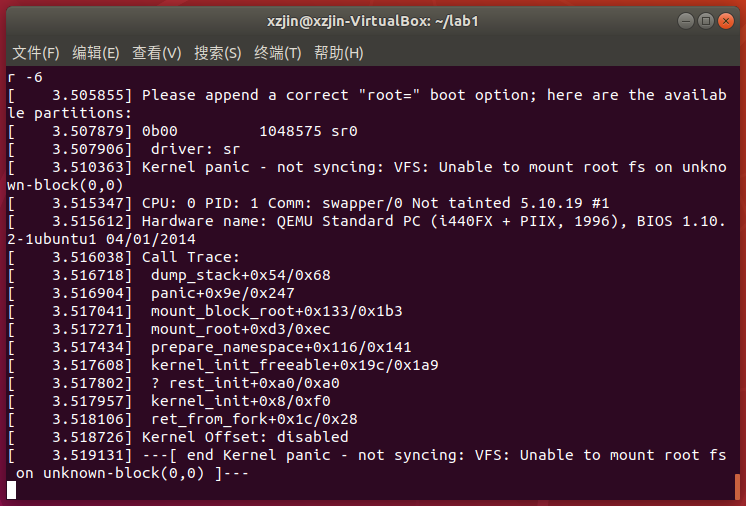 xzjin@xzjin-VirtualBox: ~/lab1
文件(F) 编辑(E) 查看(V) 搜索(S) 终端(T) 帮助(H)
r -6
[    3.505855] Please append a correct "root=" boot option; here are the availab
le partitions:
[    3.507879] 0b00         1048575 sr0
[    3.507906]  driver: sr
[    3.510363] Kernel panic - not syncing: VFS: Unable to mount root fs on unkno
wn-block(0,0)
[    3.515347] CPU: 0 PID: 1 Comm: swapper/0 Not tainted 5.10.19 #1
[    3.515612] Hardware name: QEMU Standard PC (i440FX + PIIX, 1996), BIOS 1.10.
2-1ubuntu1 04/01/2014
[    3.516038] Call Trace:
[    3.516718]  dump_stack+0x54/0x68
[    3.516904]  panic+0x9e/0x247
[    3.517041]  mount_block_root+0x133/0x1b3
[    3.517271]  mount_root+0xd3/0xec
[    3.517434]  prepare_namespace+0x116/0x141
[    3.517608]  kernel_init_freeable+0x19c/0x1a9
[    3.517802]  ? rest_init+0xa0/0xa0
[    3.517957]  kernel_init+0x8/0xf0
[    3.518106]  ret_from_fork+0x1c/0x28
[    3.518726] Kernel Offset: disabled
[    3.519131] ---[ end Kernel panic - not syncing: VFS: Unable to mount root fs
 on unknown-block(0,0) ]---